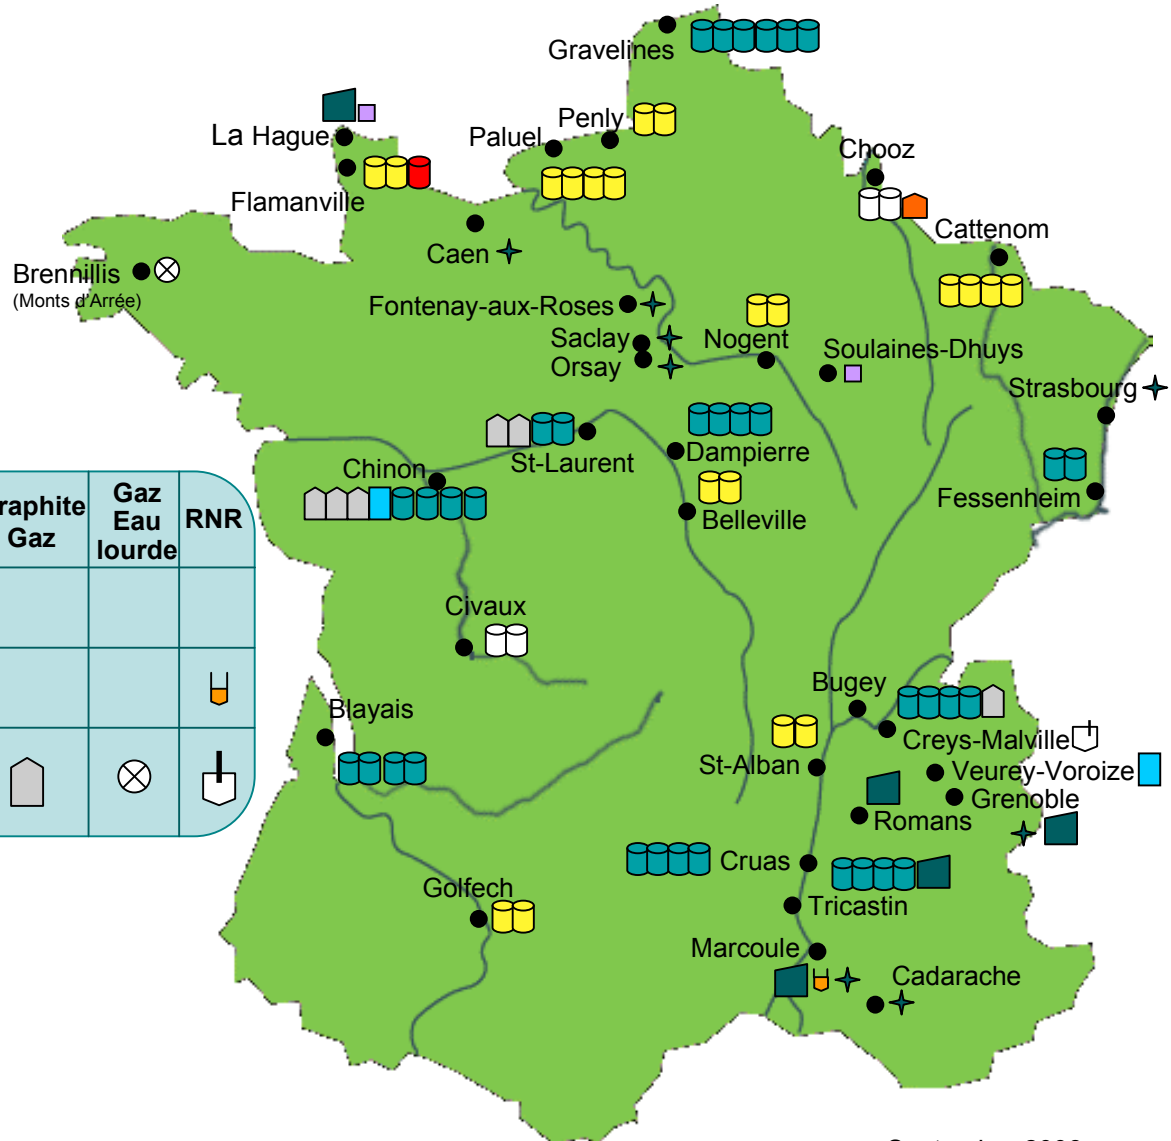 Gravelines
Penly
Paluel
La Hague
Chooz
Flamanville
Cattenom
Caen
Brennillis
(Monts d'Arrée)
Fontenay-aux-Roses
Saclay
Nogent
Soulaines-Dhuys
Orsay
Strasbourg
St-Laurent
Dampierre
Chinon
Fessenheim
Belleville
raphite
Gaz
Gaz
Eau
lourde
RNR
Civaux
Bugey
Blayais
Creys-Malville
St-Alban
Veurey-Voroize
Grenoble
Romans
Cruas
Golfech
Tricastin
Marcoule
Cadarache